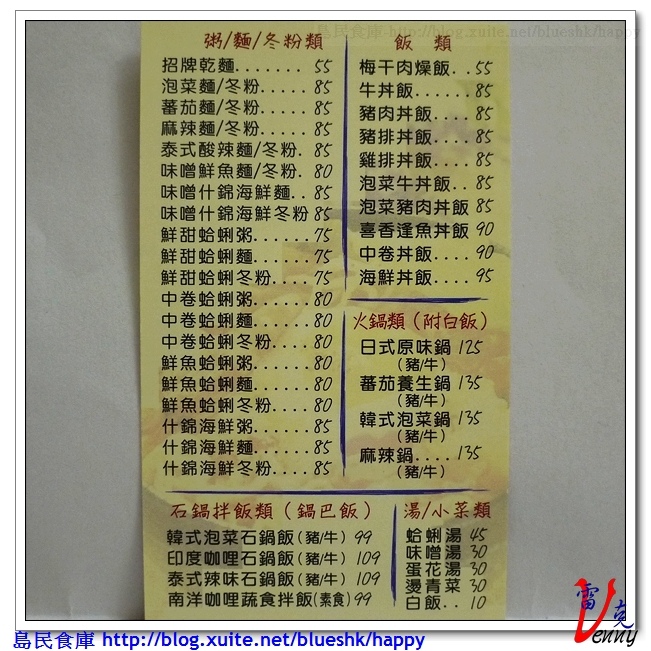 島民食庫 http://blog.xuite.net/blueshk/happy
粥/麵/冬粉類
招牌乾麵....... 55
泡菜麵/冬粉..... 85
蕃茄麵/冬粉..... 85
麻辣麵/冬粉..... 85
泰式酸辣麵/冬粉. 85
味噌鮮魚麵/冬粉. 80
味噌什錦海鮮麵.. 85
味噌什錦海鮮冬粉 85
鮮甜蛤蜊粥...... 75
鮮甜蛤蜊麵...... 75
鮮甜蛤蜊冬粉.... 75
中卷蛤蜊粥...... 80
中卷蛤蜊麵...... 80
中卷蛤蜊冬粉.... 80
鮮魚蛤蜊粥...... 80
鮮魚蛤蜊麵...... 80
鮮魚蛤蜊冬粉.... 80
什錦海鮮粥...... 85
什錦海鮮麵...... 85
什錦海鮮冬粉.... 85
飯 類
梅干肉燥飯.. 55
牛丼飯...... 85
豬肉丼飯.... 85
豬排丼飯.... 85
雞排丼飯.... 85
泡菜牛丼飯.. 85
泡菜豬肉丼飯 85
喜香逢魚丼飯 90
中卷丼飯.... 90
海鮮丼飯.... 95
火鍋類(附白飯)
日式原味鍋 125
(豬/牛)
蕃茄養生鍋 135
(豬/牛)
韓式泡菜鍋 135
(豬/牛)
麻辣鍋.... 135
(豬/牛)
石鍋拌飯類(鍋巴飯)
韓式泡菜石鍋飯(豬/牛) 99
印度咖哩石鍋飯(豬/牛) 109
泰式辣味石鍋飯(豬/牛) 109
南洋咖哩蔬食拌飯(素食) 99
湯/小菜類
蛤蜊湯 45
味噌湯 30
蛋花湯 30
燙青菜 30
白飯.. 10
雷克
Venny
島民食庫 http://blog.xuite.net/blueshk/happy